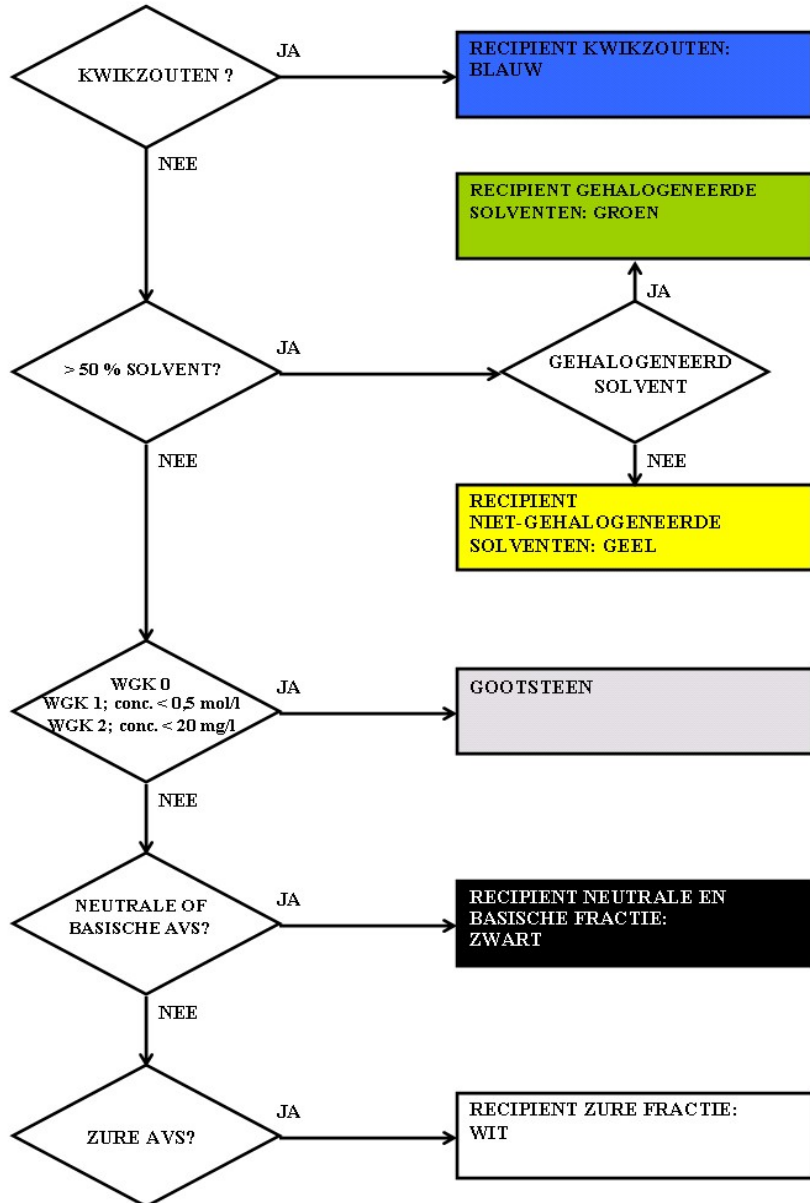 JA
KWIKZOUTEN ?
RECIPIENT KWIKZOUTEN:
BLAUW
NEE
RECIPIENT GEHALOGENEERDE
SOLVENTEN: GROEN
JA
> 50 % SOLVENT?
JA
GEHALOGENEERD
SOLVENT
NEE
NEE
RECIPIENT
NIET-GEHALOGENEERDE
SOLVENTEN: GEEL
WGK 0
WGK 1; conc. < 0,5 mol/l
WGK 2; conc. < 20 mg/l
JA
GOOTSTEEN
NEE
NEUTRALE OF
BASISCHE AVS?
JA
RECIPIENT NEUTRALE EN
BASISCHE FRACTIE:
ZWART
NEE
ZURE AVS?
JA
RECIPIENT ZURE FRACTIE:
WIT